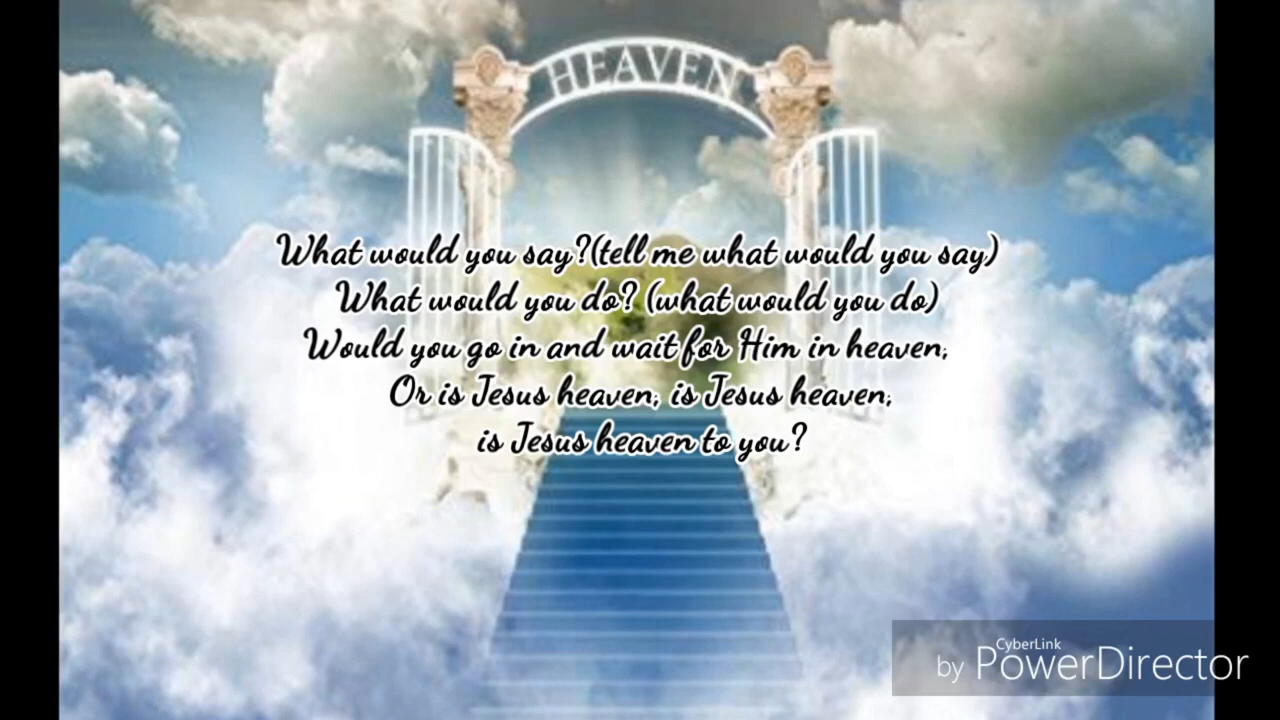 HEAVEN
What would you say?(tell me what would you say)
What would you do? (what would you do)
Would you go in and wait for Him in heaven,
Or is Jesus heaven, is Jesus heaven,
is Jesus heaven to you?
CyberLink
by PowerDirector